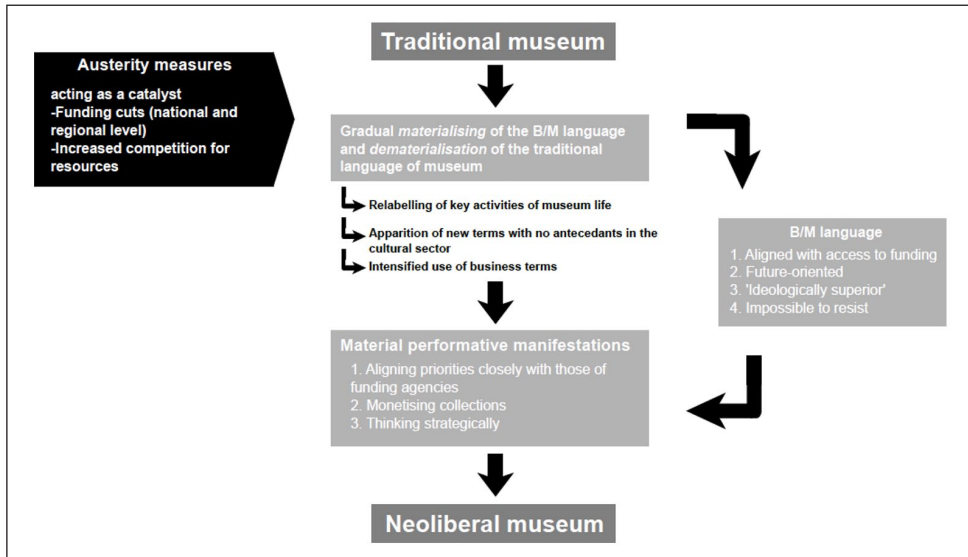 Traditional museum
Austerity measures
acting as a catalyst
-Funding cuts (national and
regional level)
-Increased competition for
resources
Gradual materialising of the B/M language
and dematerialisation of the traditional
language of museum
Relabelling of key activities of museum life
Apparition of new terms with no antecedants in the
cultural sector
Intensified use of business terms
B/M language
1. Aligned with access to funding
2. Future-oriented
3. 'Ideologically superior'
4. Impossible to resist
Material performative manifestations
1. Aligning priorities closely with those of
funding agencies
2. Monetising collections
3. Thinking strategically
Neoliberal museum